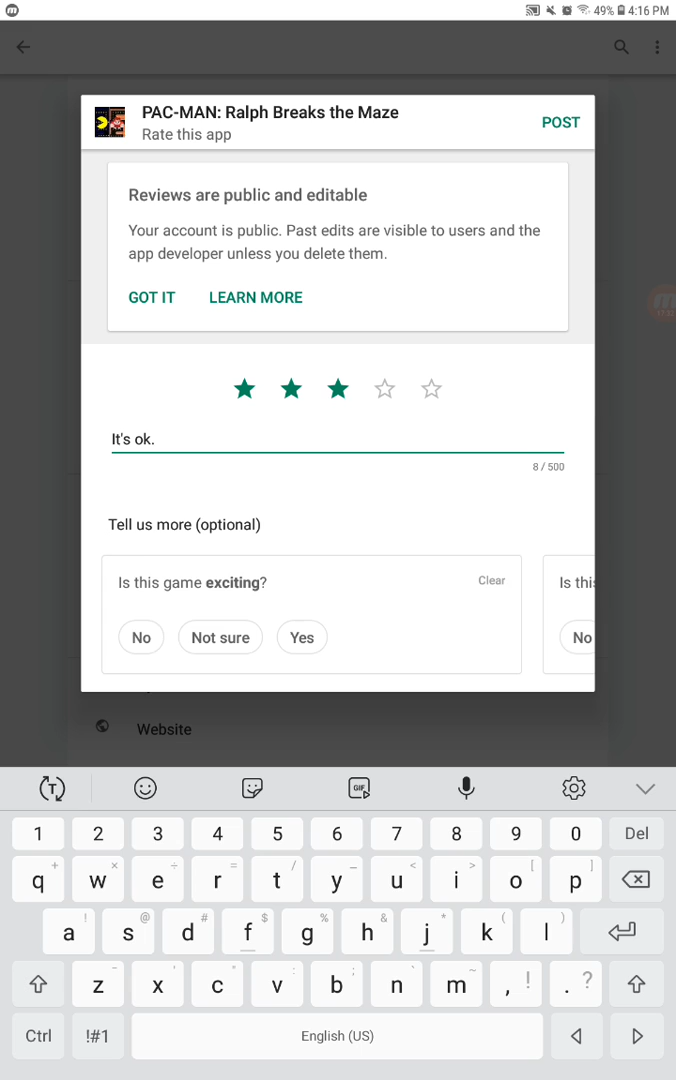 49% 4:16 PM
PAC-MAN: Ralph Breaks the Maze
Rate this app
POST
Reviews are public and editable
Your account is public. Past edits are visible to users and the
app developer unless you delete them.
GOT IT LEARN MORE
It's ok.
8 / 500
Tell us more (optional)
Is this game exciting? Clear
No Not sure Yes
Is this
No
Website
T GIF
1 2 3 4 5 6 7 8 9 0 Del
+ × ÷ = / _ < > [ ]
q w e r t y u i o p
! @ # $ % & * ( )
a s d f g h j k l
- ' " : ; ` ~ ! ?
z x c v b n m , .
Ctrl !#1 English (US)